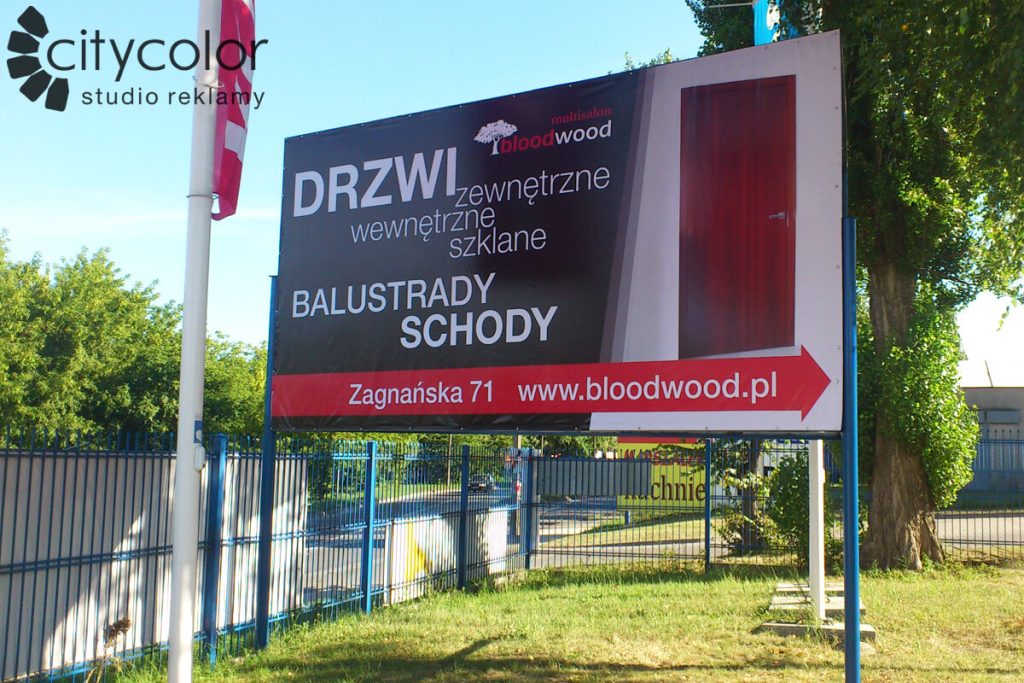 citycolor
studio reklamy
multisalon
bloodwood
DRZWI zewnętrzne
wewnętrzne
szklane
BALUSTRADY
SCHODY
Zagnańska 71 www.bloodwood.pl